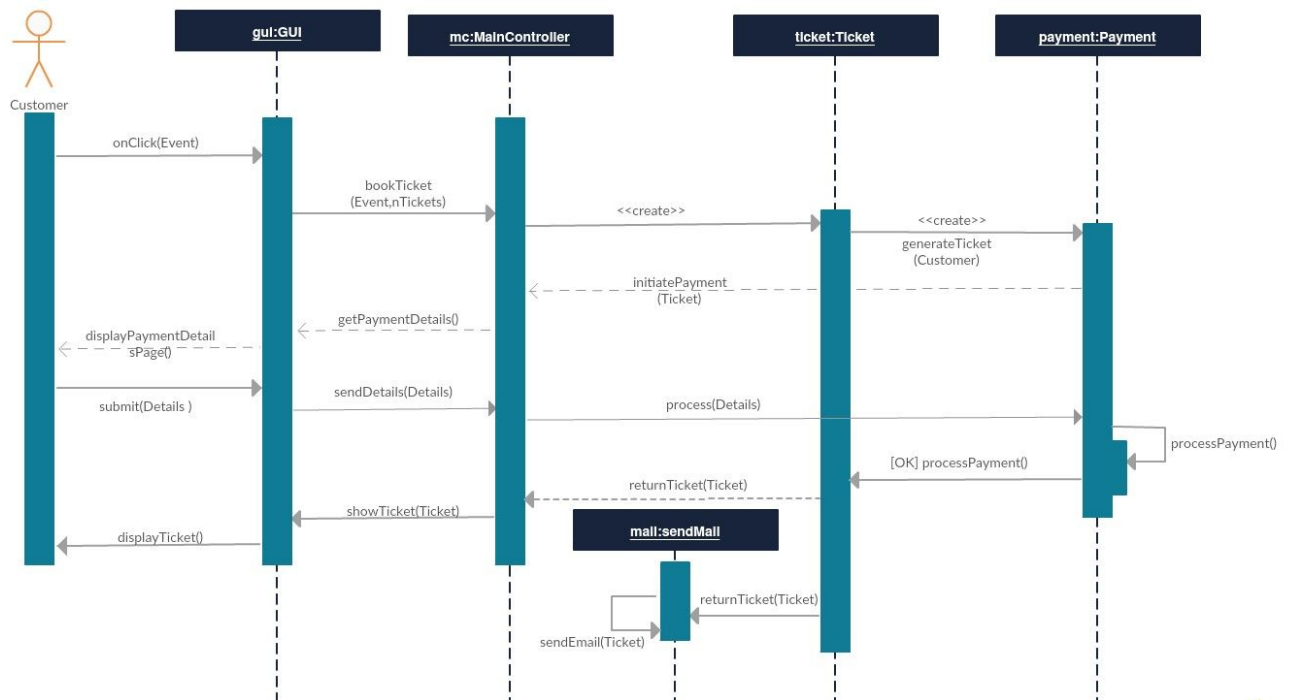 gui:GUI
mc:MainController
ticket:Ticket
payment:Payment
Customer
onClick(Event)
bookTicket
(Event,nTickets)
<<create>>
<<create>>
generateTicket
(Customer)
initiatePayment
(Ticket)
getPaymentDetails()
displayPaymentDetail
sPage()
submit(Details )
sendDetails(Details)
process(Details)
processPayment()
[OK] processPayment()
returnTicket(Ticket)
showTicket(Ticket)
displayTicket()
mail:sendMail
returnTicket(Ticket)
sendEmail(Ticket)